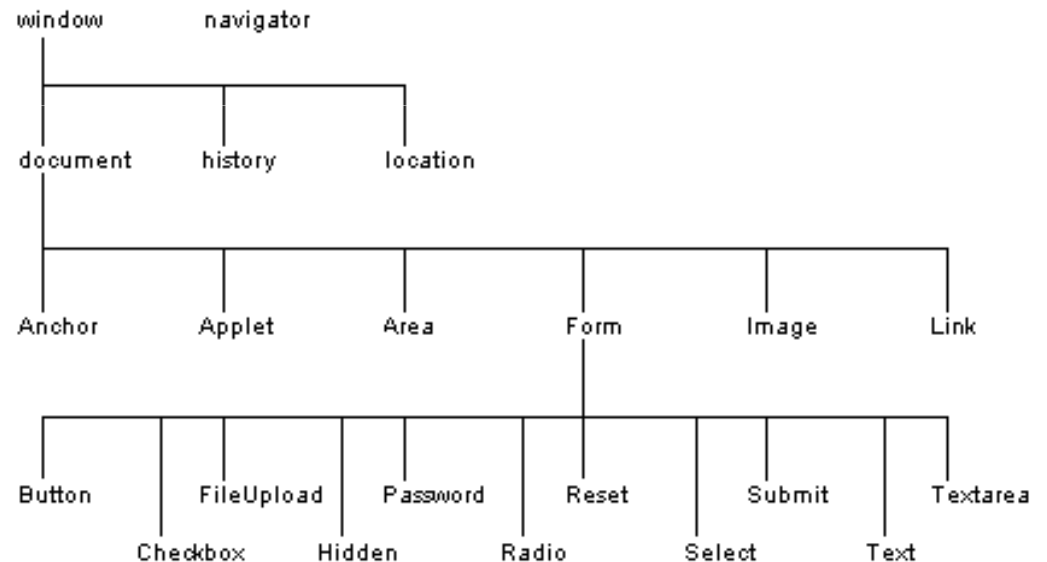 window navigator
document history location
Anchor Applet Area Form Image Link
Button FileUpload Password Reset Submit Textarea
Checkbox Hidden Radio Select Text